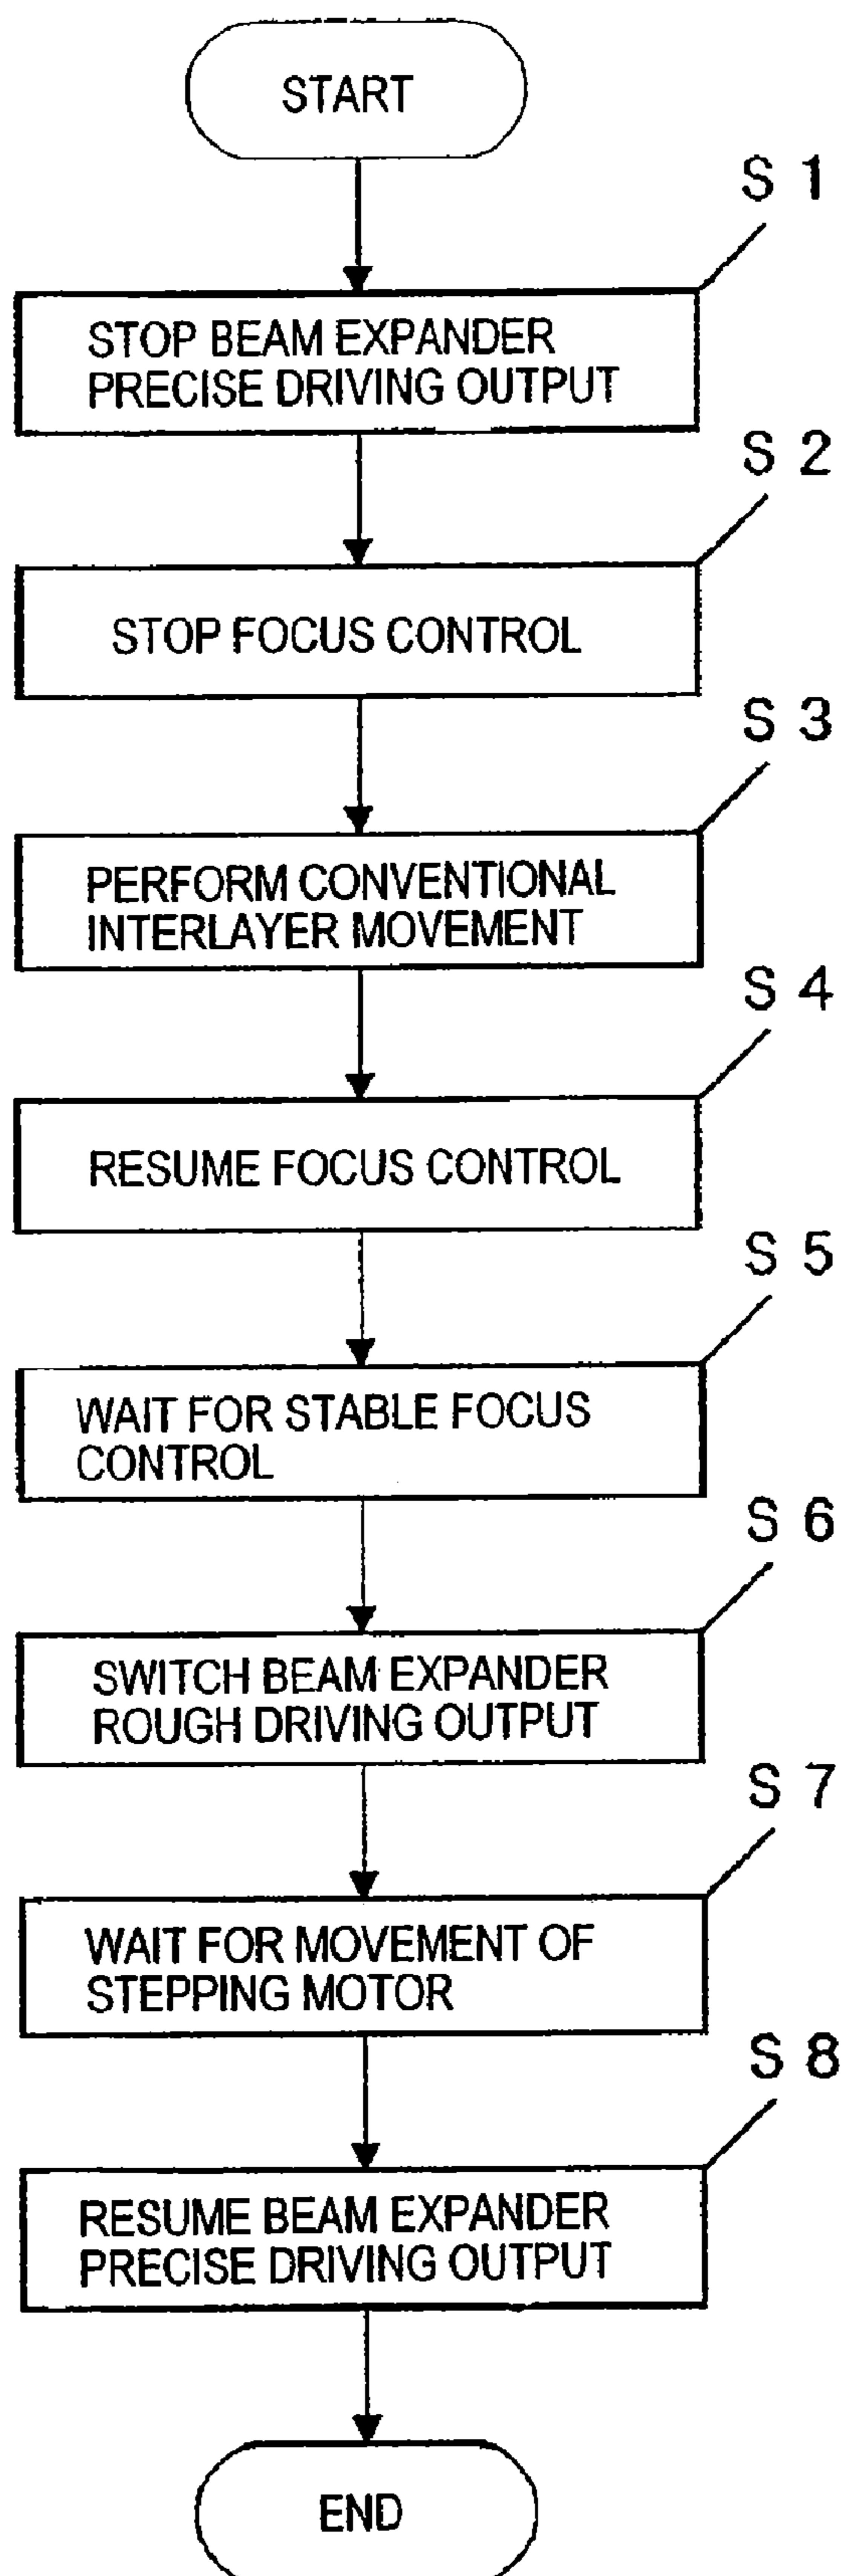 START
S 1
STOP BEAM EXPANDER
PRECISE DRIVING OUTPUT
S 2
STOP FOCUS CONTROL
S 3
PERFORM CONVENTIONAL
INTERLAYER MOVEMENT
S 4
RESUME FOCUS CONTROL
S 5
WAIT FOR STABLE FOCUS
CONTROL
S 6
SWITCH BEAM EXPANDER
ROUGH DRIVING OUTPUT
S 7
WAIT FOR MOVEMENT OF
STEPPING MOTOR
S 8
RESUME BEAM EXPANDER
PRECISE DRIVING OUTPUT
END